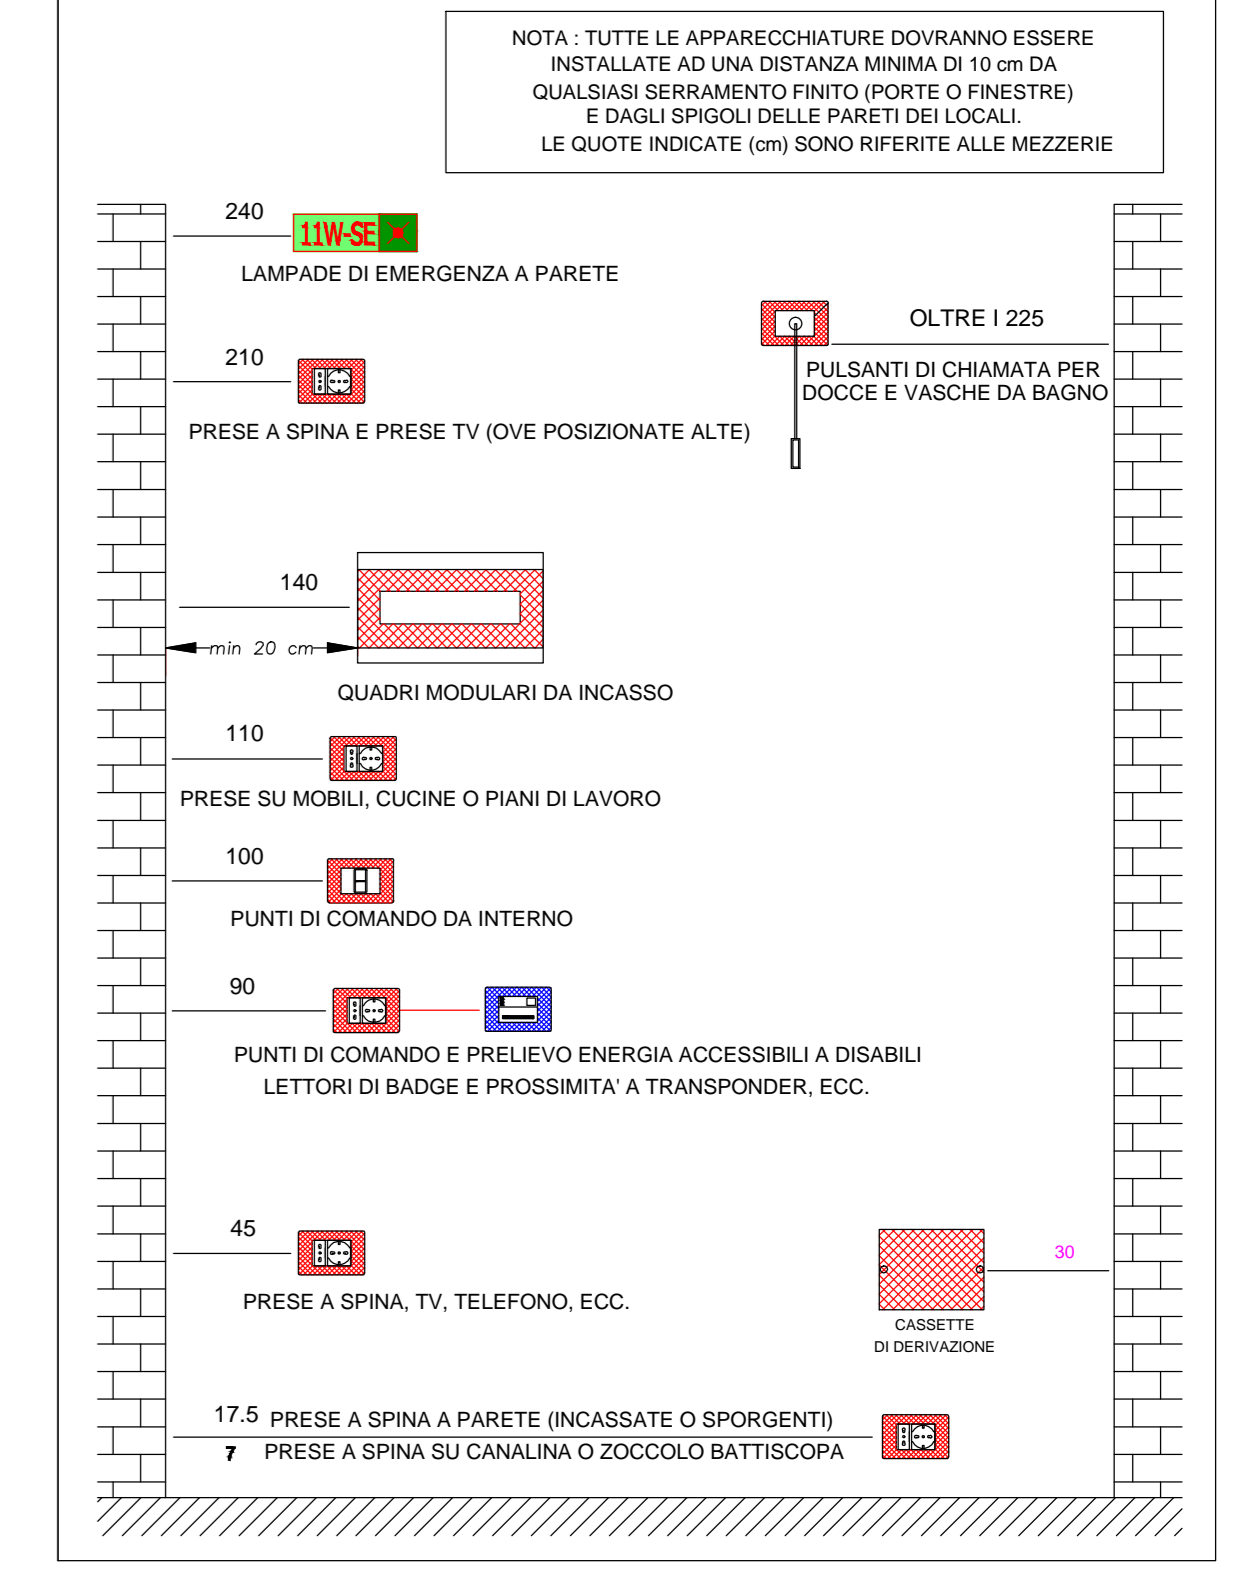 NOTA : TUTTE LE APPARECCHIATURE DOVRANNO ESSERE
INSTALLATE AD UNA DISTANZA MINIMA DI 10 cm DA
QUALSIASI SERRAMENTO FINITO (PORTE O FINESTRE)
E DAGLI SPIGOLI DELLE PARETI DEI LOCALI.
LE QUOTE INDICATE (cm) SONO RIFERITE ALLE MEZZERIE
240
11W-SE
LAMPADE DI EMERGENZA A PARETE
OLTRE I 225
PULSANTI DI CHIAMATA PER
DOCCE E VASCHE DA BAGNO
210
PRESE A SPINA E PRESE TV (OVE POSIZIONATE ALTE)
140
min 20 cm
QUADRI MODULARI DA INCASSO
110
PRESE SU MOBILI, CUCINE O PIANI DI LAVORO
100
PUNTI DI COMANDO DA INTERNO
90
PUNTI DI COMANDO E PRELIEVO ENERGIA ACCESSIBILI A DISABILI
LETTORI DI BADGE E PROSSIMITA' A TRANSPONDER, ECC.
45
PRESE A SPINA, TV, TELEFONO, ECC.
30
CASSETTE
DI DERIVAZIONE
17.5 PRESE A SPINA A PARETE (INCASSATE O SPORGENTI)
7 PRESE A SPINA SU CANALINA O ZOCCOLO BATTISCOPA